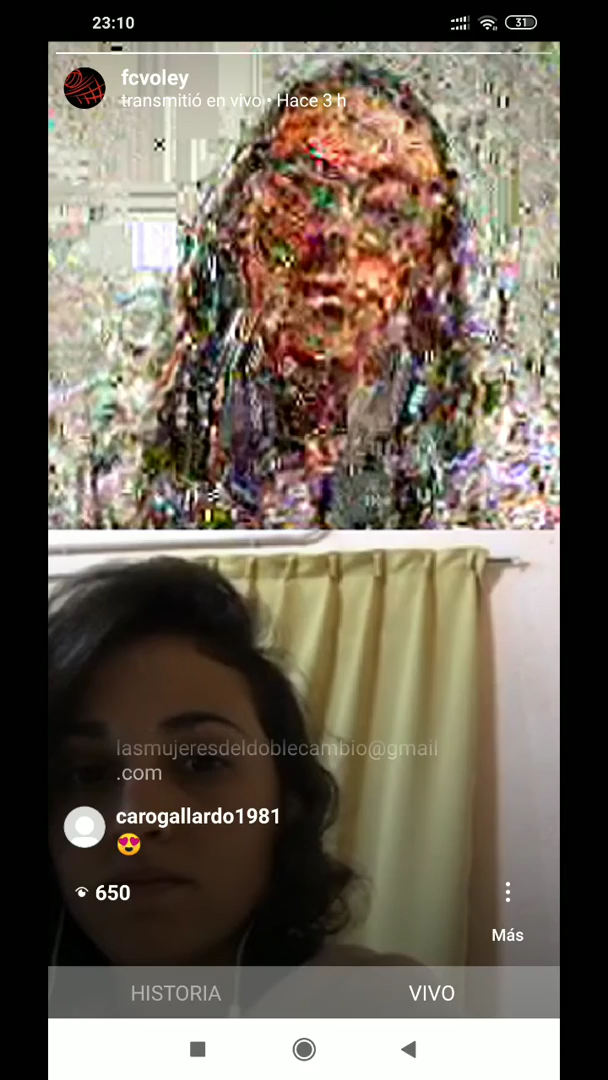 23:10
31
fcvoley
transmitió en vivo • Hace 3 h
lasmujeresdeldoblecambio@gmail
.com
carogallardo1981
😍
650
Más
HISTORIA
VIVO